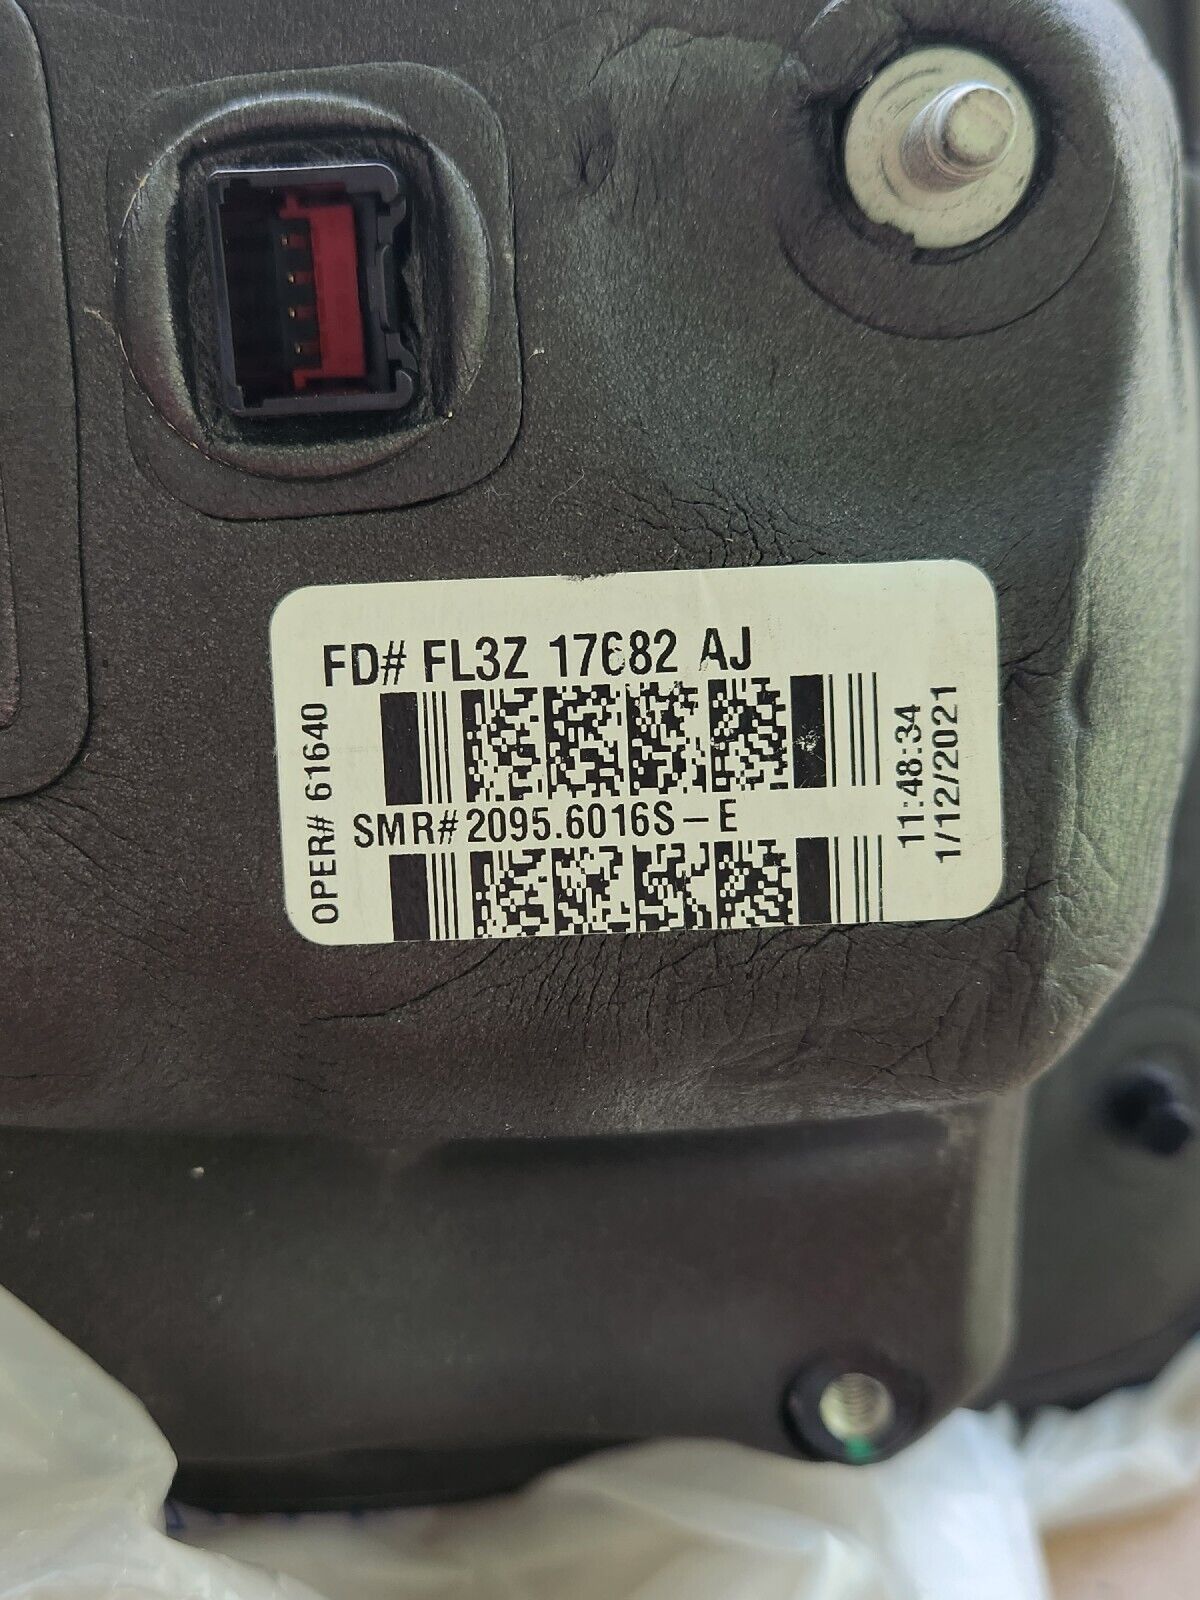 FD# FL3Z 17682 AJ
OPER# 61640
SMR# 2095.6016S-E
11:48:34
1/12/2021